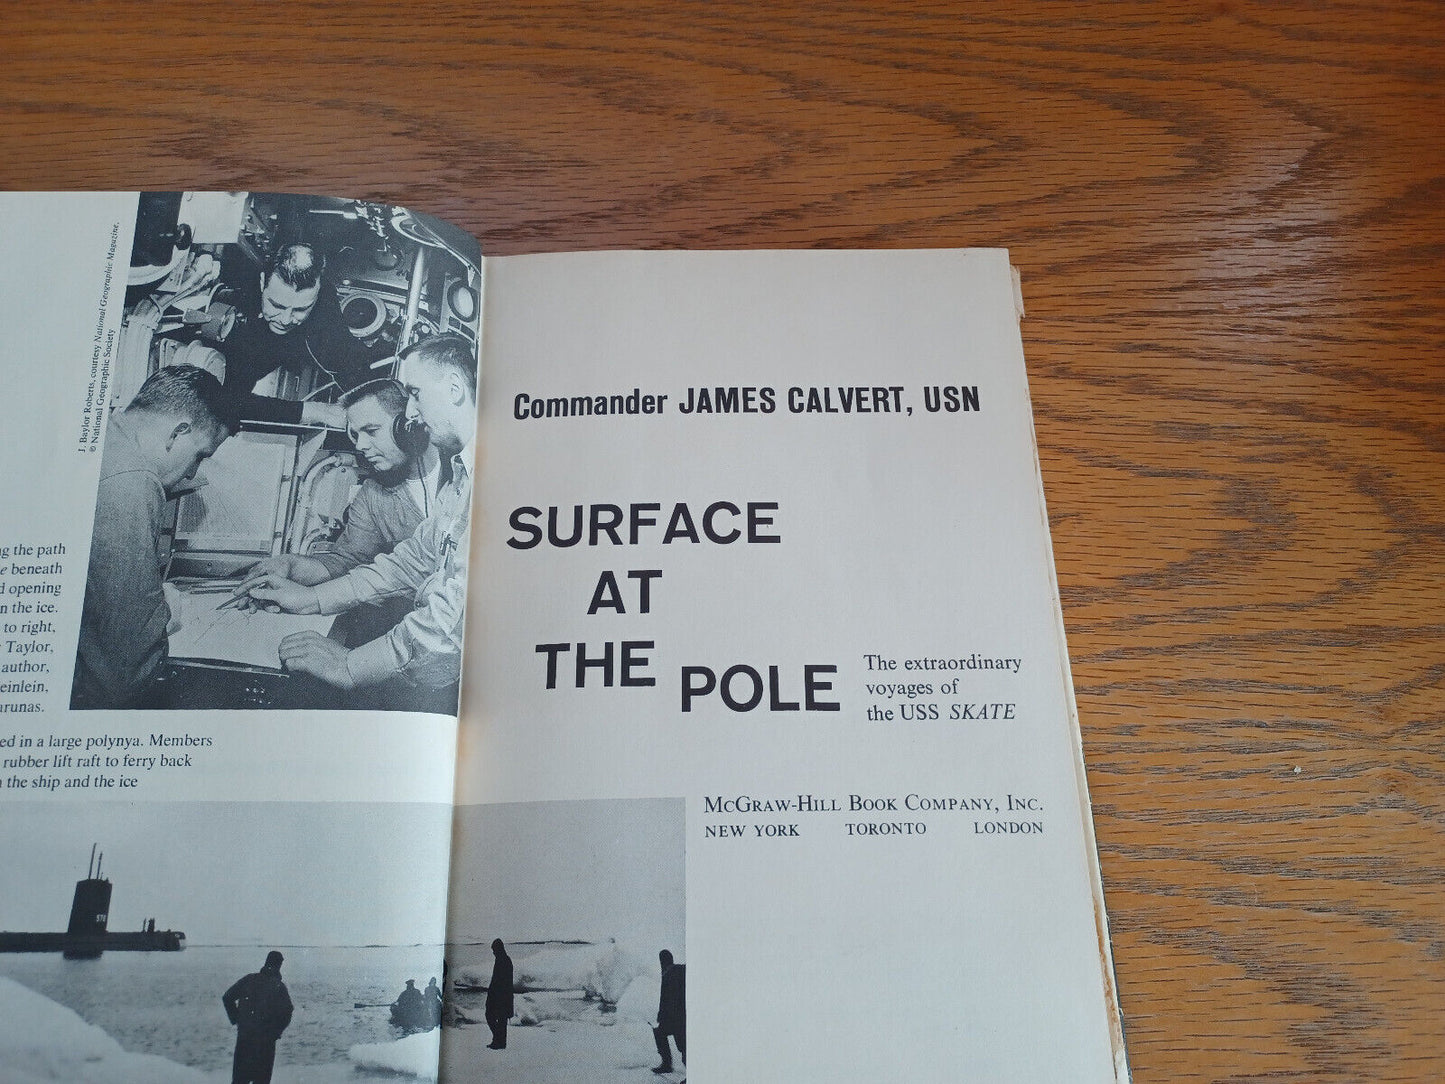 J. Baylor Roberts, courtesy National Geographic Magazine.
© National Geographic Society
the path
beneath
opening
the ice.
to right,
Taylor,
author,
in a large polynya. Members
rubber lift raft to ferry back
the ship and the ice
578
Commander JAMES CALVERT, USN
SURFACE
AT
THE POLE
The extraordinary
voyages of
the USS SKATE
McGraw-Hill Book Company, Inc.
NEW YORK TORONTO LONDON